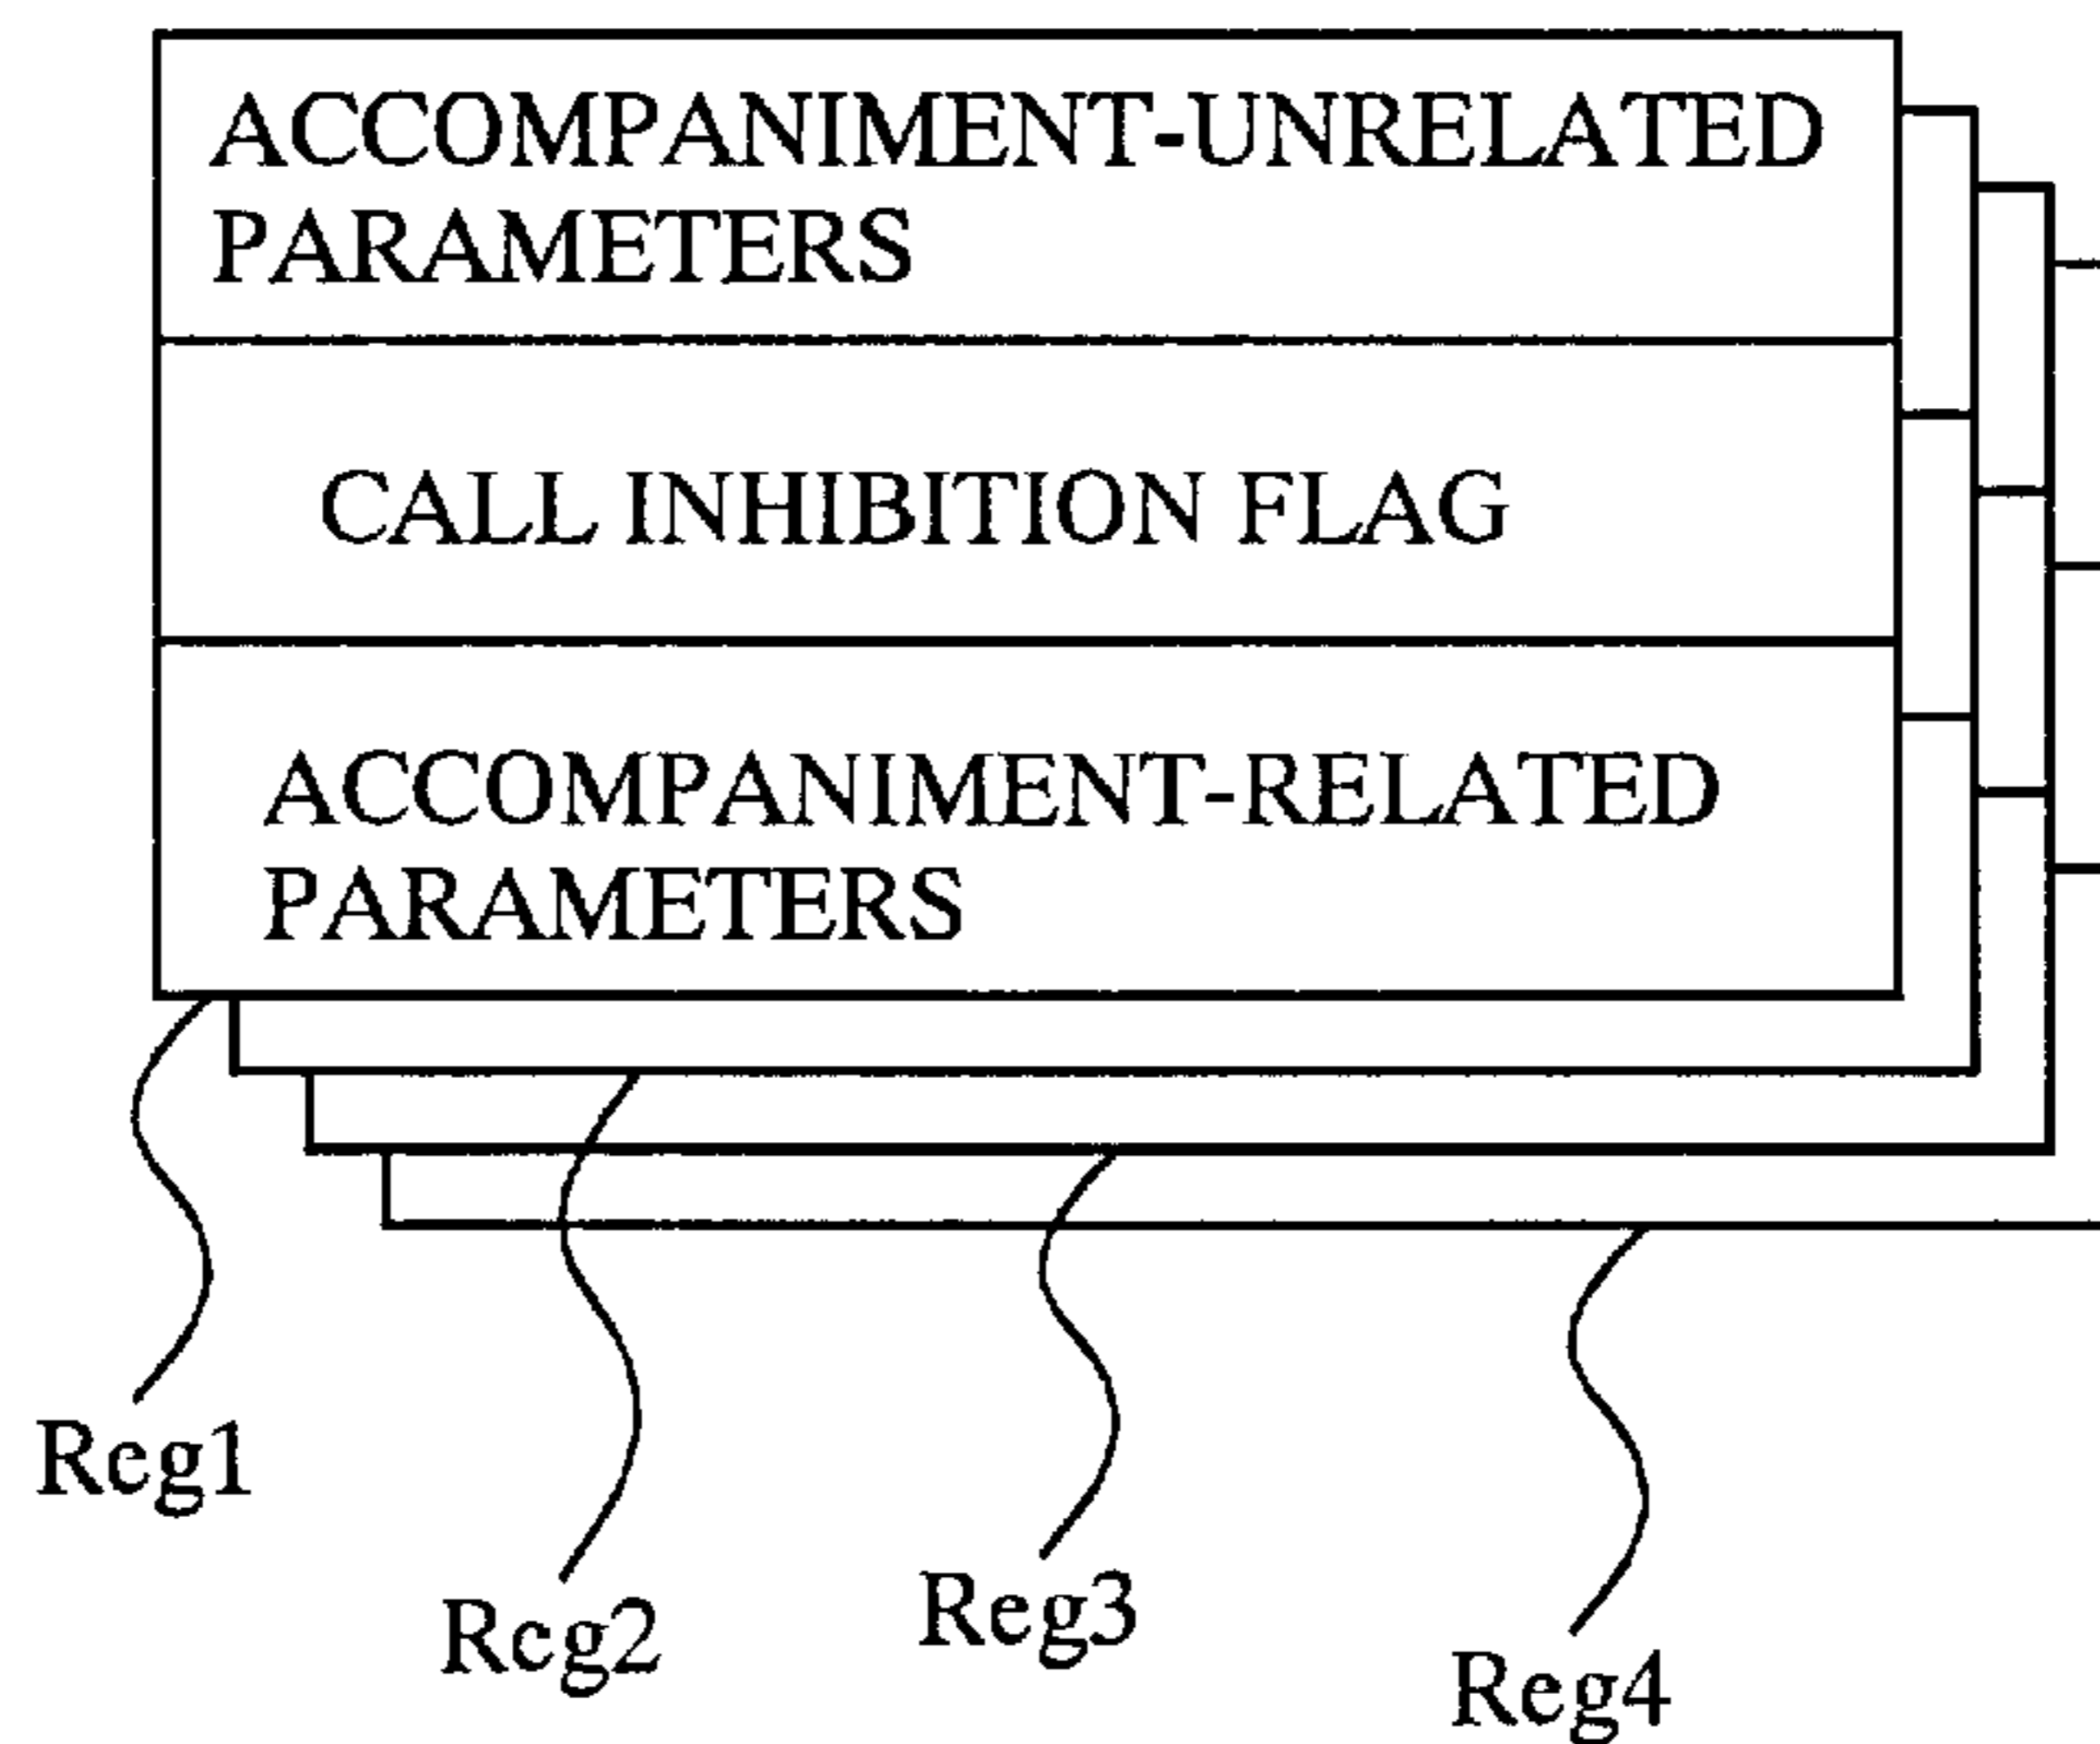 ACCOMPANIMENT-UNRELATED
PARAMETERS
CALL INHIBITION FLAG
ACCOMPANIMENT-RELATED
PARAMETERS
Reg1
Reg2
Reg3
Reg4